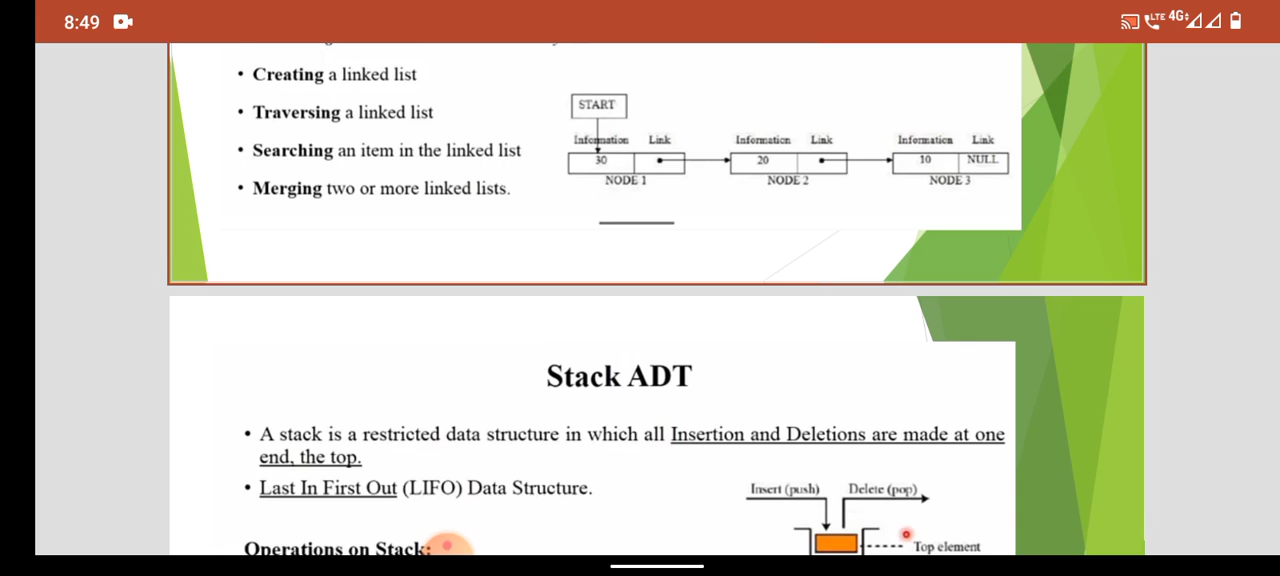 8:49
LTE 4G
• Creating a linked list
• Traversing a linked list
• Searching an item in the linked list
• Merging two or more linked lists.
START
Information Link Information Link Information Link
30 20 10 NULL
NODE 1 NODE 2 NODE 3
Stack ADT
• A stack is a restricted data structure in which all Insertion and Deletions are made at one
end, the top.
• Last In First Out (LIFO) Data Structure.
Insert (push) Delete (pop)
Operations on Stack:
Top element